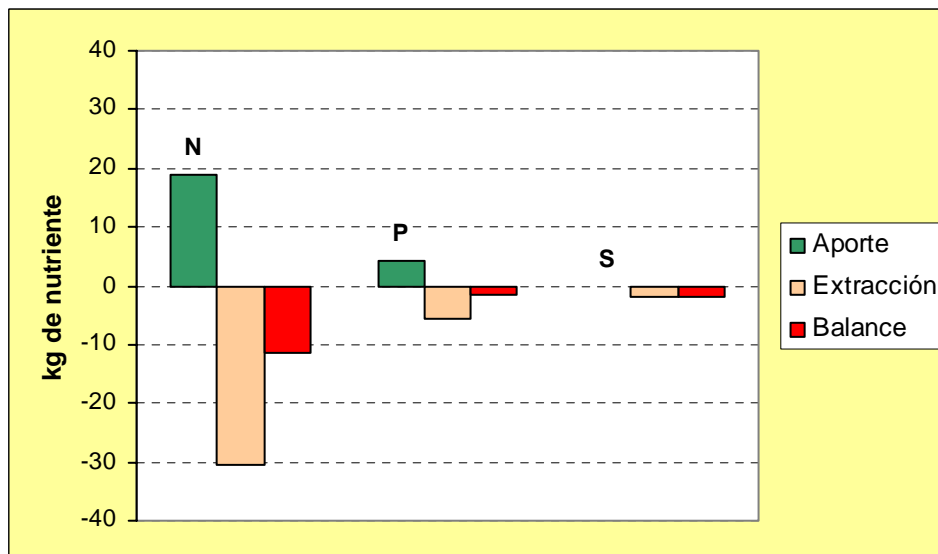 kg de nutriente
40
30
20
10
0
-10
-20
-30
-40
N
P
S
Aporte
Extracción
Balance